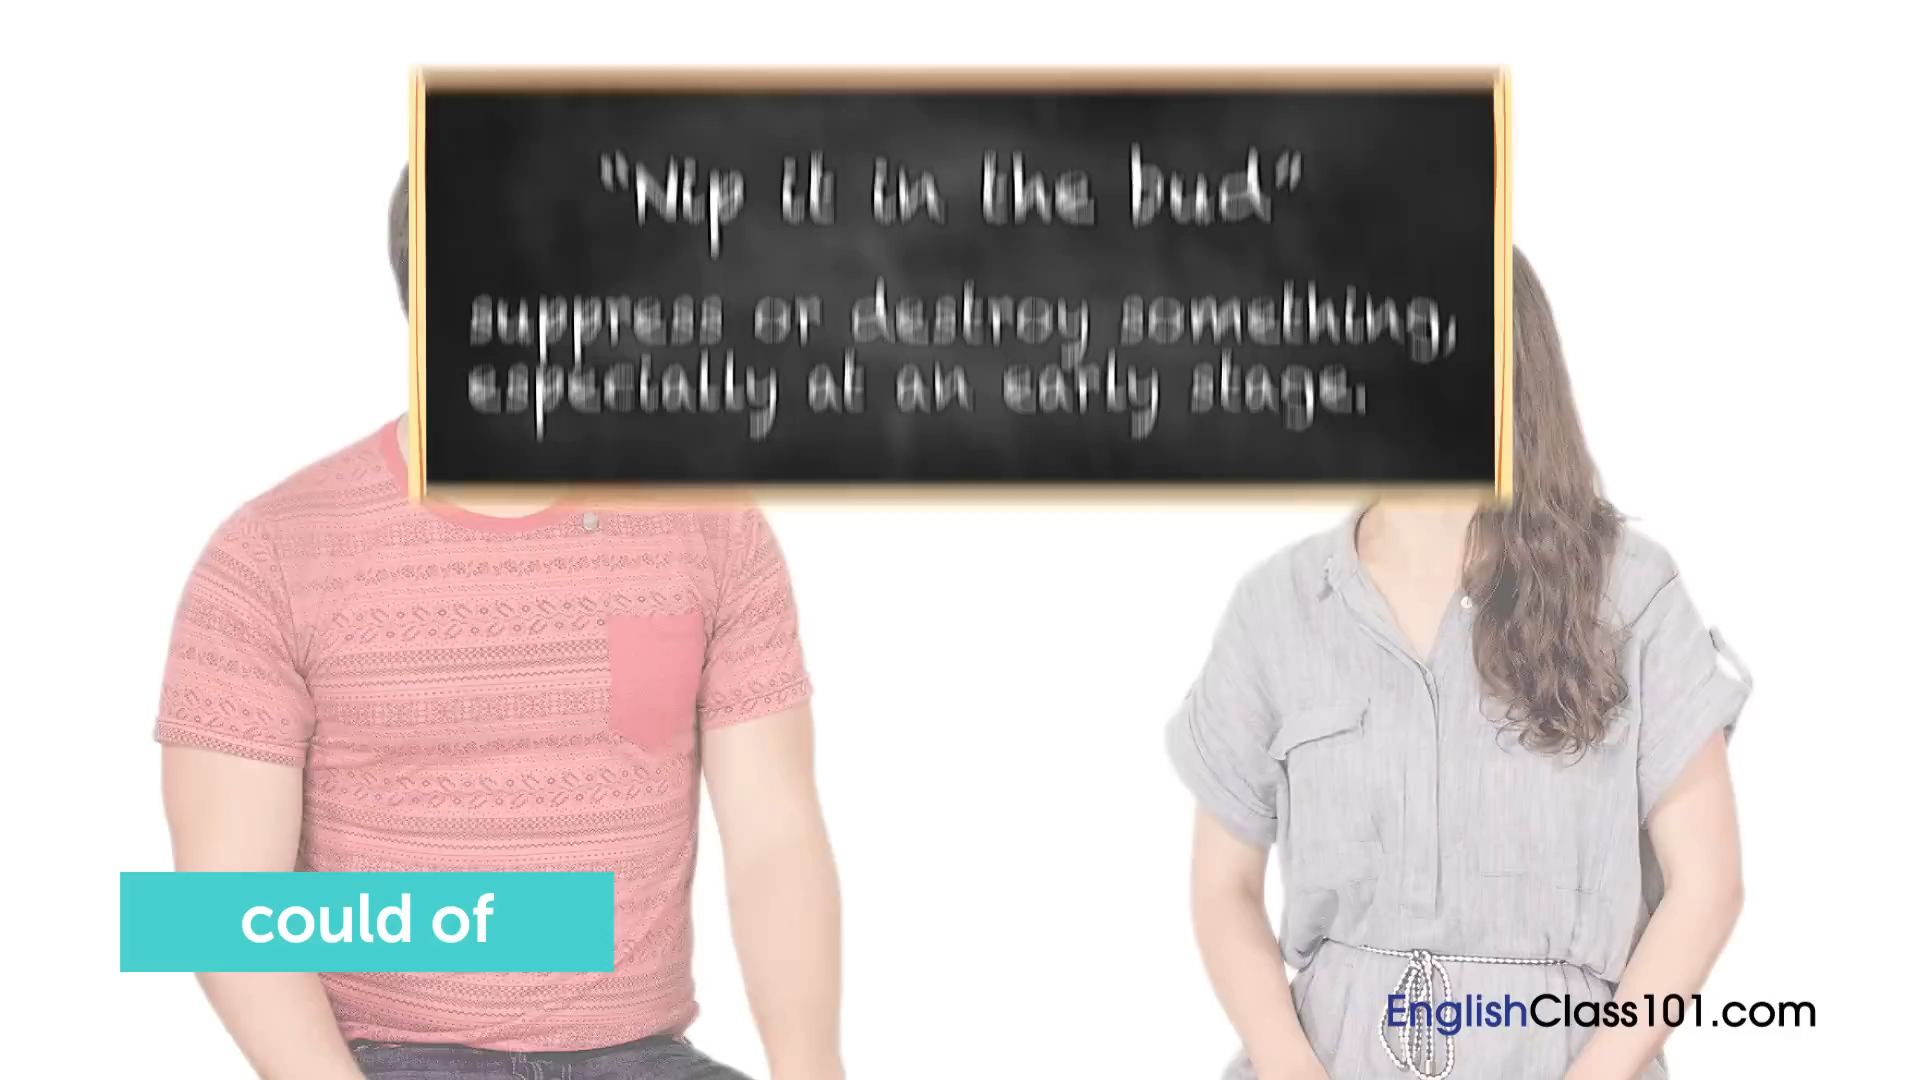 "Nip it in the bud"
suppress or destroy something,
especially at an early stage.
could of
EnglishClass101.com